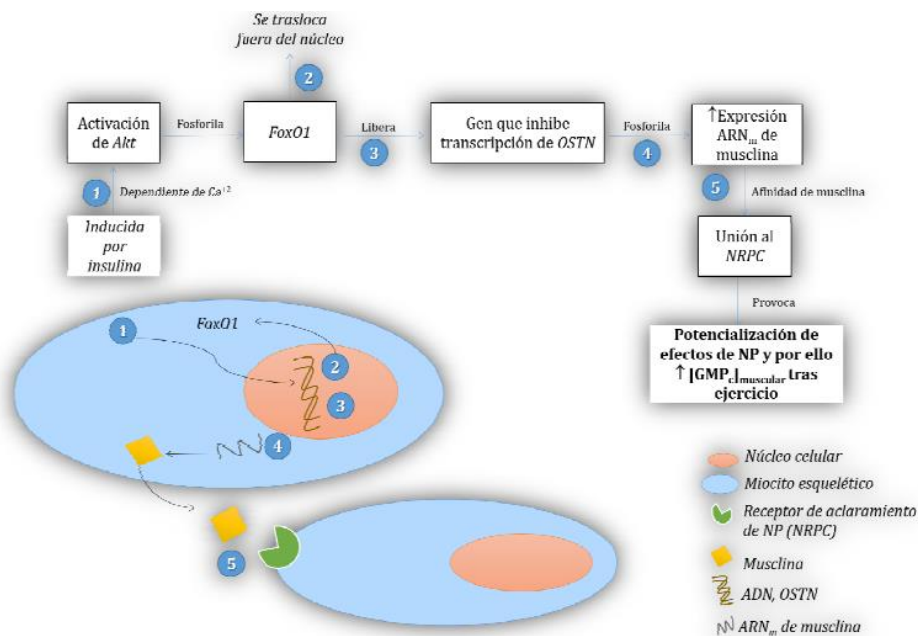 Se trasloca
fuera del núcleo
2
Activación
de Akt
Fosforila
FoxO1
Libera
3
Gen que inhibe
transcripción de OSTN
Fosforila
4
↑Expresión
ARNm de
musclina
1
Dependiente de Ca+2
5
Afinidad de musclina
Inducida
por
insulina
Unión al
NRPC
Provoca
Potencialización de
efectos de NP y por ello
↑ [GMPc]muscular tras
ejercicio
1
FoxO1
2
3
4
5
Núcleo celular
Miocito esquelético
Receptor de aclaramiento
de NP (NRPC)
Musclina
ADN, OSTN
ARNm de musclina